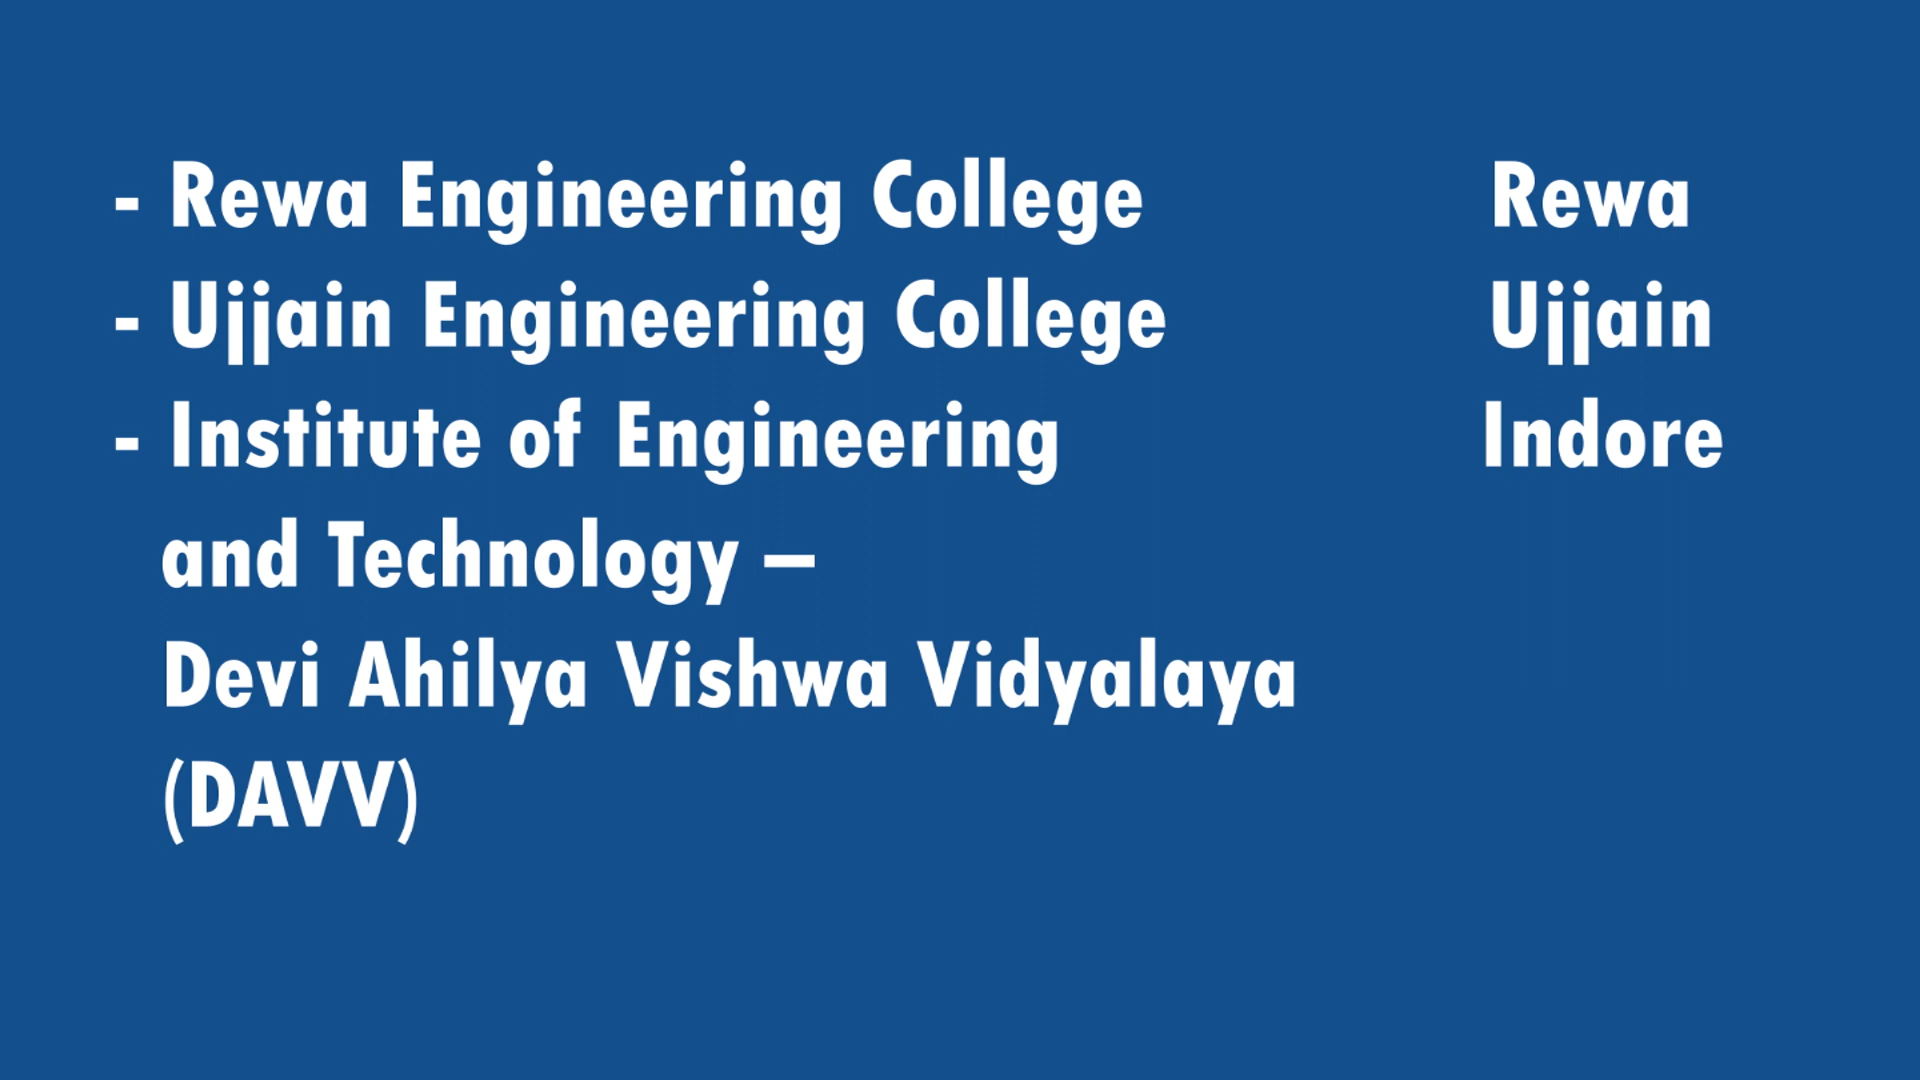 - Rewa Engineering College Rewa
- Ujjain Engineering College Ujjain
- Institute of Engineering Indore
and Technology –
Devi Ahilya Vishwa Vidyalaya
(DAVV)